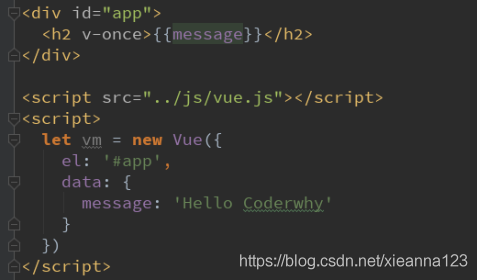 <div id="app">
<h2 v-once>{{message}}</h2>
</div>
<script src="../js/vue.js"></script>
<script>
let vm = new Vue({
el: '#app',
data: {
message: 'Hello Coderwhy'
}
})
</script>
https://blog.csdn.net/xieanna123